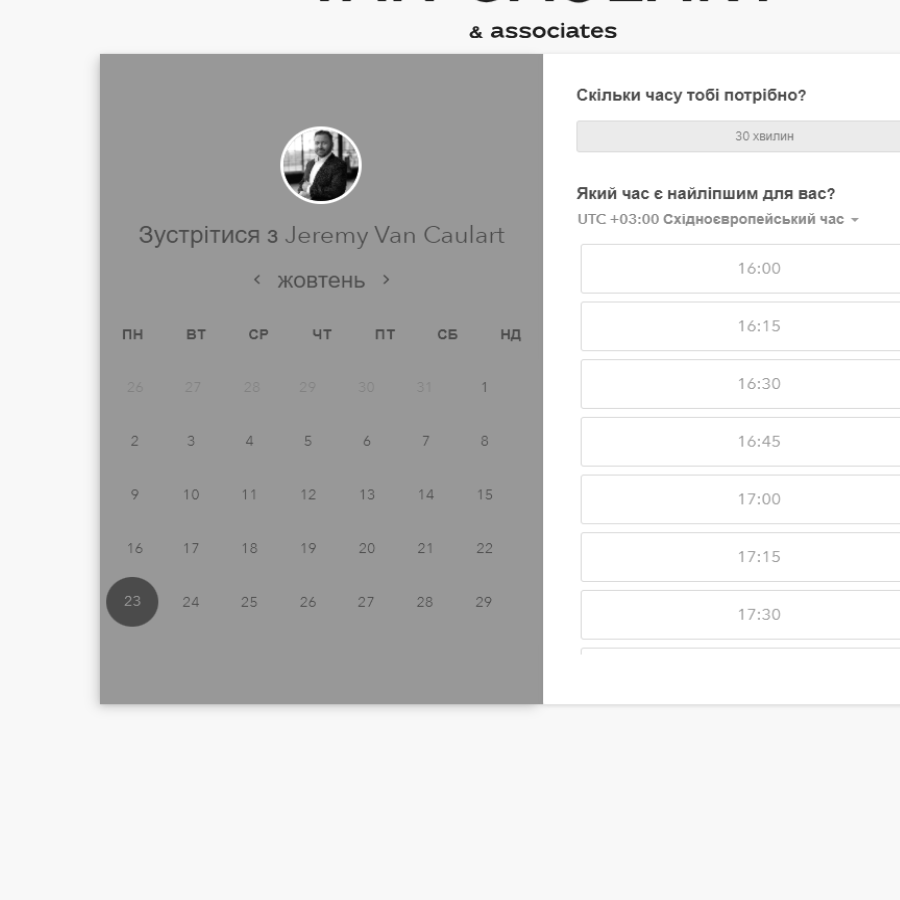 & associates
Зустрітися з Jeremy Van Caulart
жовтень
ПН ВТ СР ЧТ ПТ СБ НД
26 27 28 29 30 31 1
2 3 4 5 6 7 8
9 10 11 12 13 14 15
16 17 18 19 20 21 22
23 24 25 26 27 28 29
Скільки часу тобі потрібно?
30 хвилин
Який час є найліпшим для вас?
UTC +03:00 Східноєвропейський час
16:00
16:15
16:30
16:45
17:00
17:15
17:30